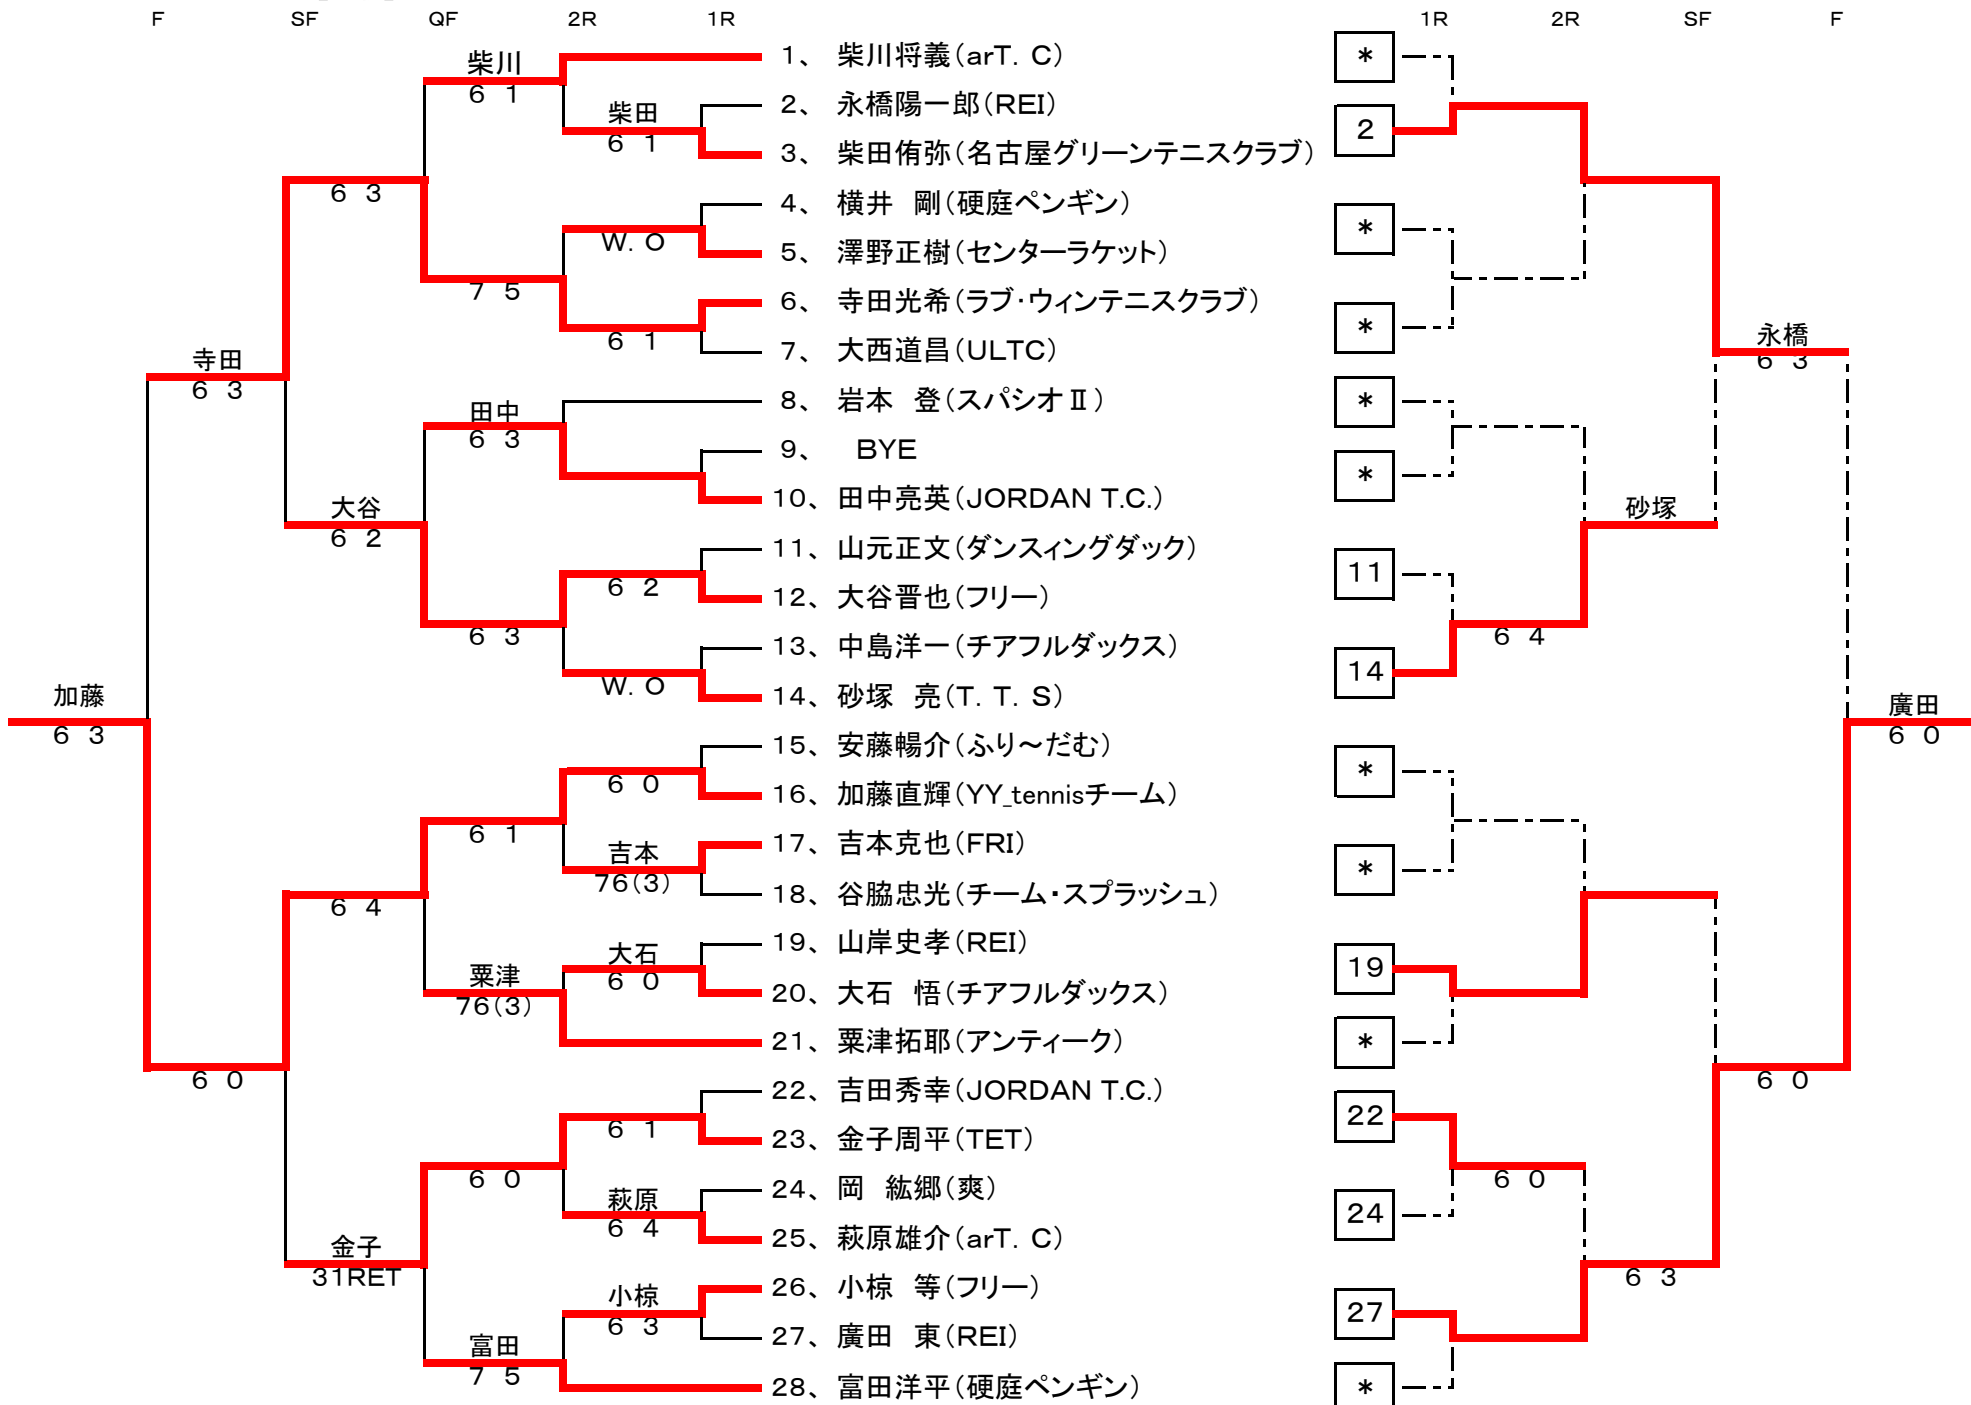 F SF QF 2R 1R 1R 2R SF F
柴川 1、 柴川将義(arT. C) *
6 1
柴田 2、 永橋陽一郎(REI) 2
6 1 3、 柴田侑弥(名古屋グリーンテニスクラブ)
6 3
4、 横井 剛(硬庭ペンギン) *
W. O 5、 澤野正樹(センターラケット)
7 5
6、 寺田光希(ラブ・ウィンテニスクラブ) *
6 1
寺田 7、 大西道昌(ULTC) 永橋
6 3 6 3
田中 8、 岩本 登(スパシオⅡ) *
6 3
9、 BYE *
大谷 10、 田中亮英(JORDAN T.C.) 砂塚
6 2
11、 山元正文(ダンスィングダック) 11
6 2
12、 大谷晋也(フリー)
6 3 6 4
13、 中島洋一(チアフルダックス) 14
W. O
加藤 14、 砂塚 亮(T. T. S) 廣田
6 3 6 0
15、 安藤暢介(ふり~だむ) *
6 0 16、 加藤直輝(YY_tennisチーム)
6 1
吉本 17、 吉本克也(FRI) *
76(3) 18、 谷脇忠光(チーム・スプラッシュ)
6 4
大石 19、 山岸史孝(REI) 19
粟津 6 0 20、 大石 悟(チアフルダックス)
76(3)
21、 粟津拓耶(アンティーク) *
6 0 6 0
22、 吉田秀幸(JORDAN T.C.) 22
6 1 23、 金子周平(TET)
6 0 6 0
萩原 24、 岡 紘郷(爽) 24
6 4
金子 25、 萩原雄介(arT. C)
31RET 6 3
小椋 26、 小椋 等(フリー) 27
6 3
富田 27、 廣田 東(REI)
7 5
28、 富田洋平(硬庭ペンギン) *